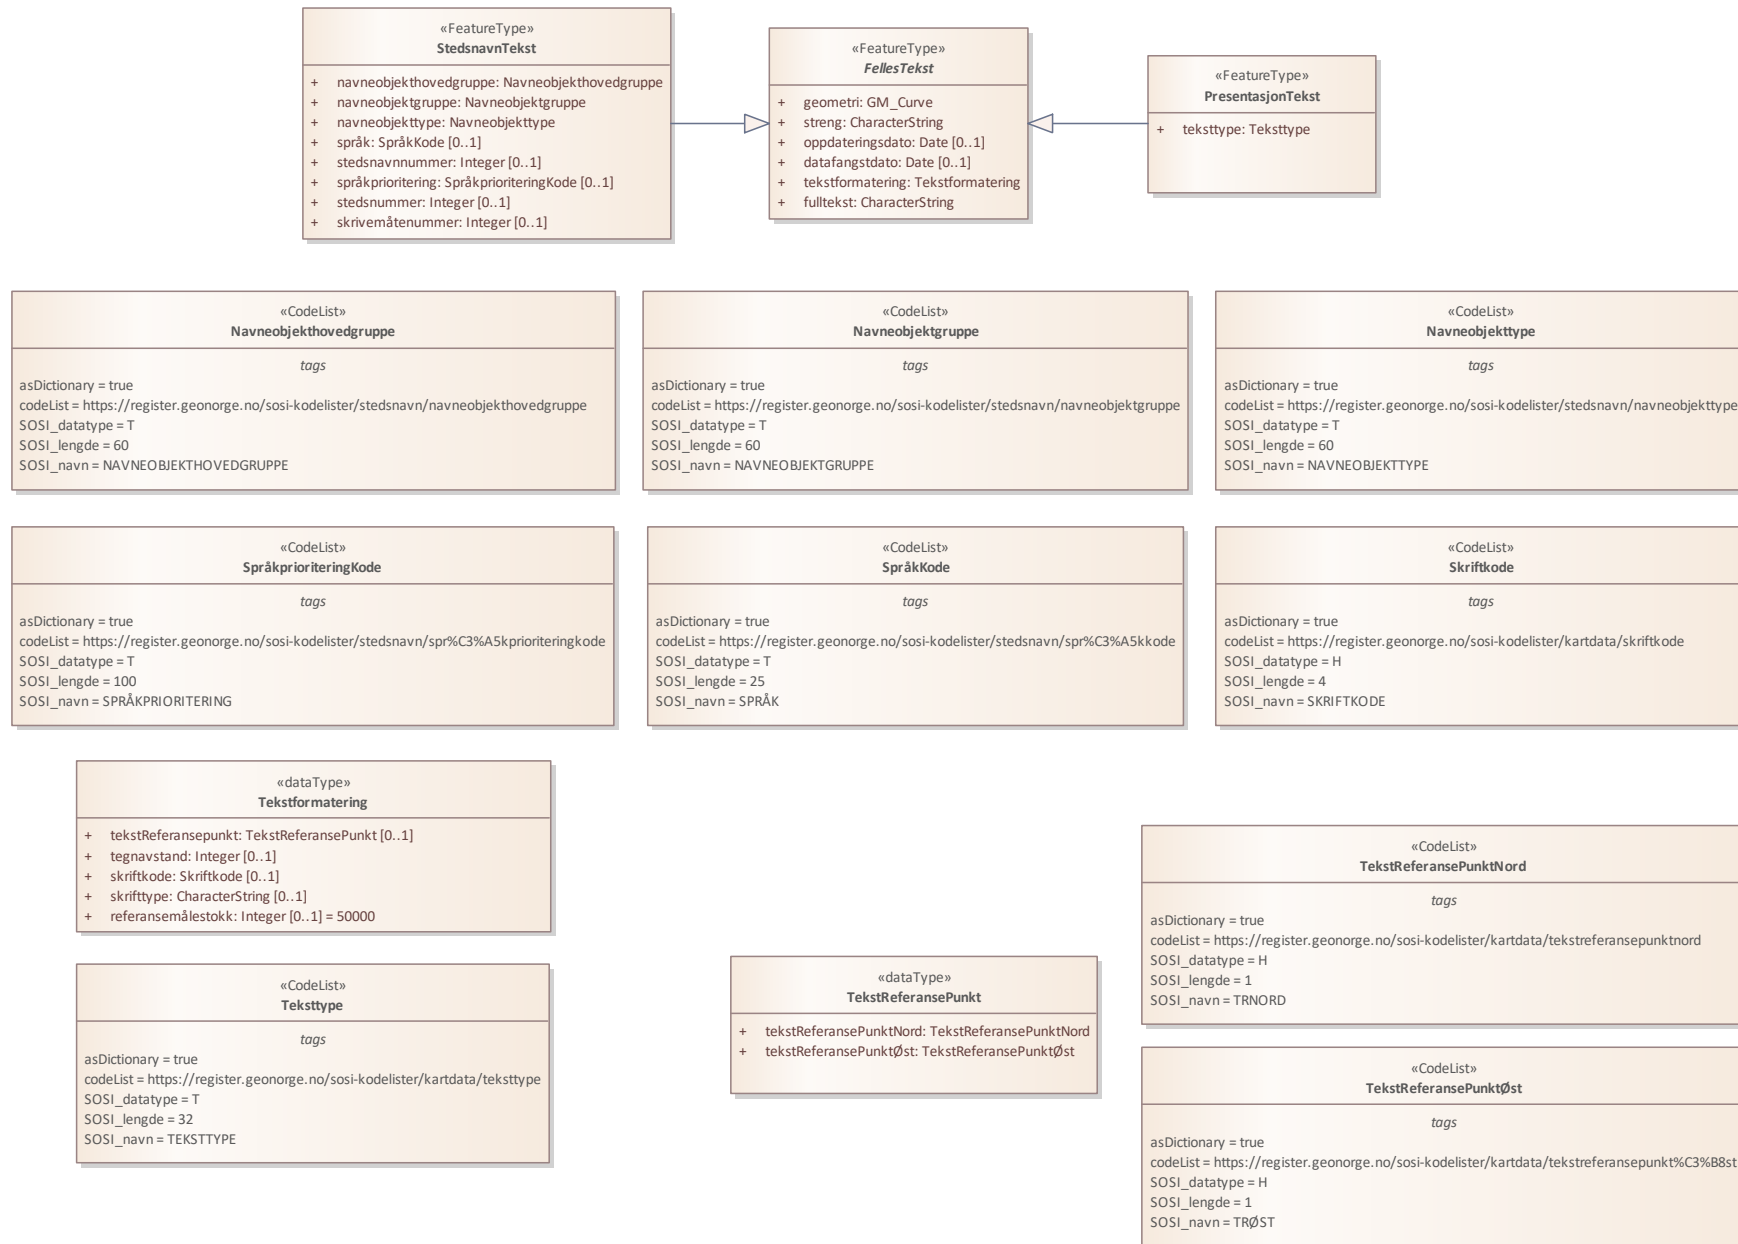 «FeatureType»
StedsnavnTekst
+ navneobjekthovedgruppe: Navneobjekthovedgruppe
+ navneobjektgruppe: Navneobjektgruppe
+ navneobjekttype: Navneobjekttype
+ språk: SpråkKode [0..1]
+ stedsnavnnummer: Integer [0..1]
+ språkprioritering: SpråkprioriteringKode [0..1]
+ stedsnummer: Integer [0..1]
+ skrivemåtenummer: Integer [0..1]
«FeatureType»
FellesTekst
+ geometri: GM_Curve
+ streng: CharacterString
+ oppdateringsdato: Date [0..1]
+ datafangstdato: Date [0..1]
+ tekstformatering: Tekstformatering
+ fulltekst: CharacterString
«FeatureType»
PresentasjonTekst
+ teksttype: Teksttype
«CodeList»
Navneobjekthovedgruppe
tags
asDictionary = true
codeList = https://register.geonorge.no/sosi-kodelister/stedsnavn/navneobjekthovedgruppe
SOSI_datatype = T
SOSI_lengde = 60
SOSI_navn = NAVNEOBJEKTHOVEDGRUPPE
«CodeList»
Navneobjektgruppe
tags
asDictionary = true
codeList = https://register.geonorge.no/sosi-kodelister/stedsnavn/navneobjektgruppe
SOSI_datatype = T
SOSI_lengde = 60
SOSI_navn = NAVNEOBJEKTGRUPPE
«CodeList»
Navneobjekttype
tags
asDictionary = true
codeList = https://register.geonorge.no/sosi-kodelister/stedsnavn/navneobjekttype
SOSI_datatype = T
SOSI_lengde = 60
SOSI_navn = NAVNEOBJEKTTYPE
«CodeList»
SpråkprioriteringKode
tags
asDictionary = true
codeList = https://register.geonorge.no/sosi-kodelister/stedsnavn/spr%C3%A5kprioriteringkode
SOSI_datatype = T
SOSI_lengde = 100
SOSI_navn = SPRÅKPRIORITERING
«CodeList»
SpråkKode
tags
asDictionary = true
codeList = https://register.geonorge.no/sosi-kodelister/stedsnavn/spr%C3%A5kkode
SOSI_datatype = T
SOSI_lengde = 25
SOSI_navn = SPRÅK
«CodeList»
Skriftkode
tags
asDictionary = true
codeList = https://register.geonorge.no/sosi-kodelister/kartdata/skriftkode
SOSI_datatype = H
SOSI_lengde = 4
SOSI_navn = SKRIFTKODE
«dataType»
Tekstformatering
+ tekstReferansepunkt: TekstReferansePunkt [0..1]
+ tegnavstand: Integer [0..1]
+ skriftkode: Skriftkode [0..1]
+ skrifttype: CharacterString [0..1]
+ referansemålestokk: Integer [0..1] = 50000
«CodeList»
Teksttype
tags
asDictionary = true
codeList = https://register.geonorge.no/sosi-kodelister/kartdata/teksttype
SOSI_datatype = T
SOSI_lengde = 32
SOSI_navn = TEKSTTYPE
«dataType»
TekstReferansePunkt
+ tekstReferansePunktNord: TekstReferansePunktNord
+ tekstReferansePunktØst: TekstReferansePunktØst
«CodeList»
TekstReferansePunktNord
tags
asDictionary = true
codeList = https://register.geonorge.no/sosi-kodelister/kartdata/tekstreferansepunktnord
SOSI_datatype = H
SOSI_lengde = 1
SOSI_navn = TRNORD
«CodeList»
TekstReferansePunktØst
tags
asDictionary = true
codeList = https://register.geonorge.no/sosi-kodelister/kartdata/tekstreferansepunkt%C3%B8st
SOSI_datatype = H
SOSI_lengde = 1
SOSI_navn = TRØST